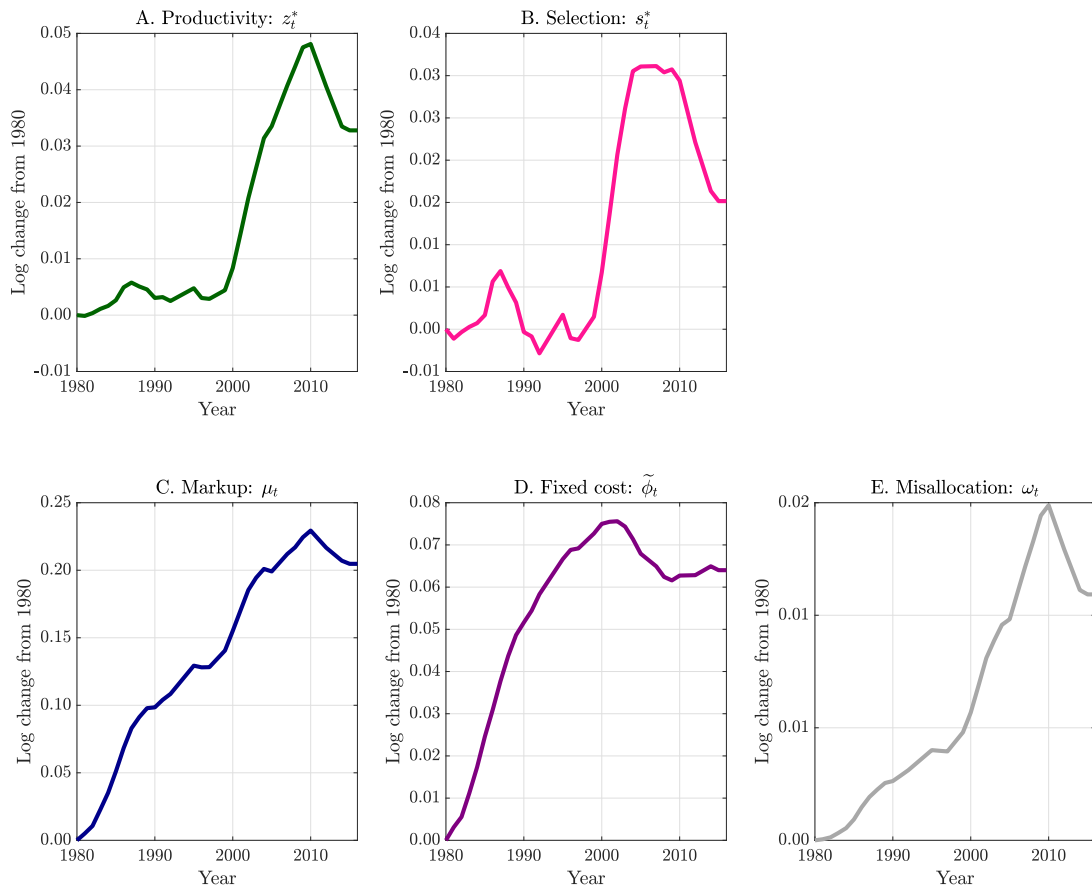 A. Productivity: z*_t
Log change from 1980
0.05
0.04
0.03
0.02
0.01
0.00
-0.01
1980 1990 2000 2010
Year
B. Selection: s*_t
Log change from 1980
0.04
0.03
0.03
0.02
0.02
0.01
0.01
0.00
-0.01
1980 1990 2000 2010
Year
C. Markup: μ_t
Log change from 1980
0.25
0.20
0.15
0.10
0.05
0.00
1980 1990 2000 2010
Year
D. Fixed cost: ϕ̃_t
Log change from 1980
0.08
0.07
0.06
0.05
0.04
0.03
0.02
0.01
0.00
1980 1990 2000 2010
Year
E. Misallocation: ω_t
Log change from 1980
0.02
0.01
0.01
0.00
1980 1990 2000 2010
Year